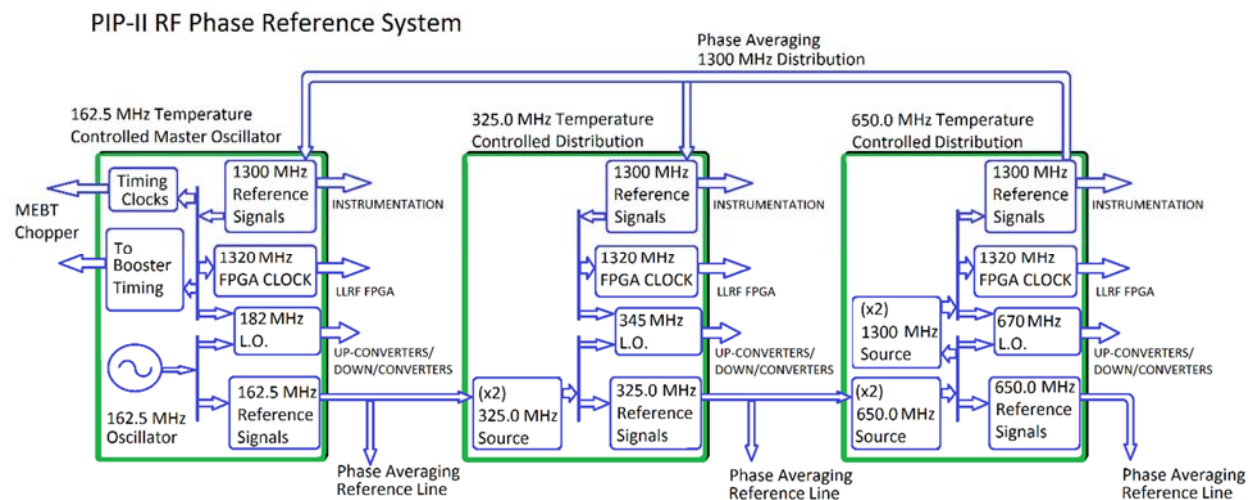 PIP-II RF Phase Reference System
Phase Averaging
1300 MHz Distribution
162.5 MHz Temperature
Controlled Master Oscillator
Timing
Clocks
1300 MHz
Reference
Signals
INSTRUMENTATION
MEBT
Chopper
To
Booster
Timing
1320 MHz
FPGA CLOCK
LLRF FPGA
182 MHz
L.O.
UP-CONVERTERS/
DOWN/CONVERTERS
162.5 MHz
Oscillator
162.5 MHz
Reference
Signals
Phase Averaging
Reference Line
325.0 MHz Temperature
Controlled Distribution
1300 MHz
Reference
Signals
INSTRUMENTATION
1320 MHz
FPGA CLOCK
LLRF FPGA
345 MHz
L.O.
UP-CONVERTERS/
DOWN/CONVERTERS
(x2)
325.0 MHz
Source
325.0 MHz
Reference
Signals
Phase Averaging
Reference Line
650.0 MHz Temperature
Controlled Distribution
1300 MHz
Reference
Signals
INSTRUMENTATION
1320 MHz
FPGA CLOCK
LLRF FPGA
(x2)
1300 MHz
Source
670 MHz
L.O.
UP-CONVERTERS/
DOWN/CONVERTERS
(x2)
650.0 MHz
Source
650.0 MHz
Reference
Signals
Phase Averaging
Reference Line